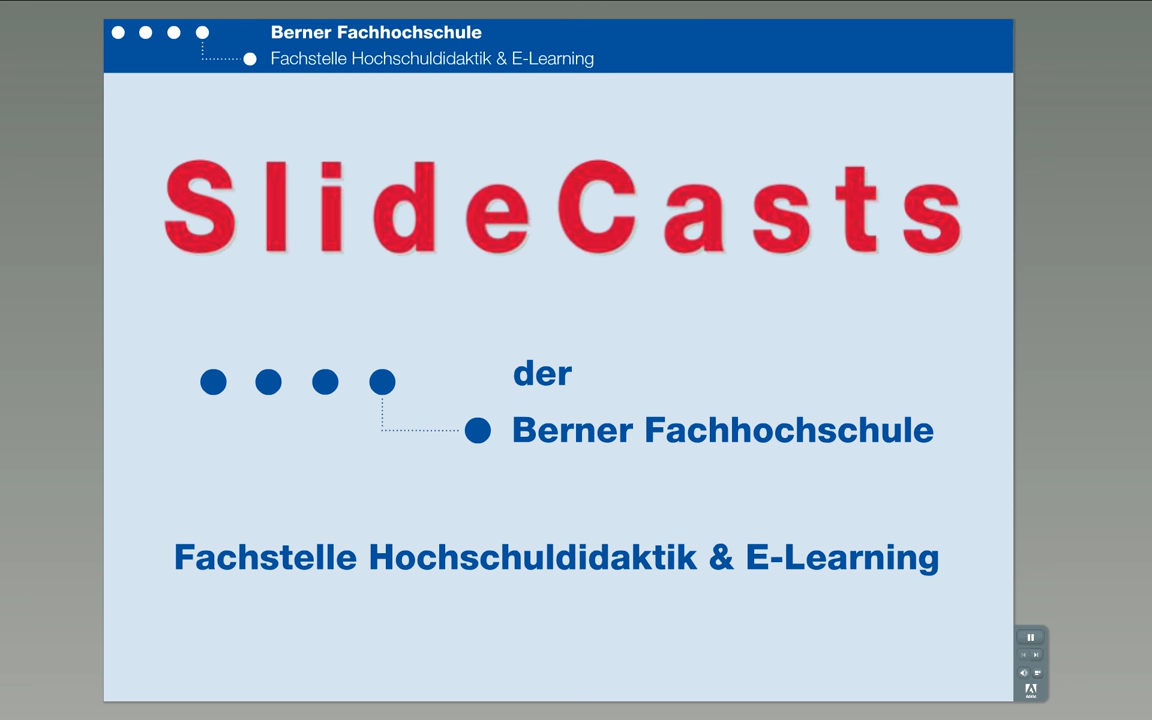 Berner Fachhochschule
Fachstelle Hochschuldidaktik & E-Learning
SlideCasts
der
Berner Fachhochschule
Fachstelle Hochschuldidaktik & E-Learning